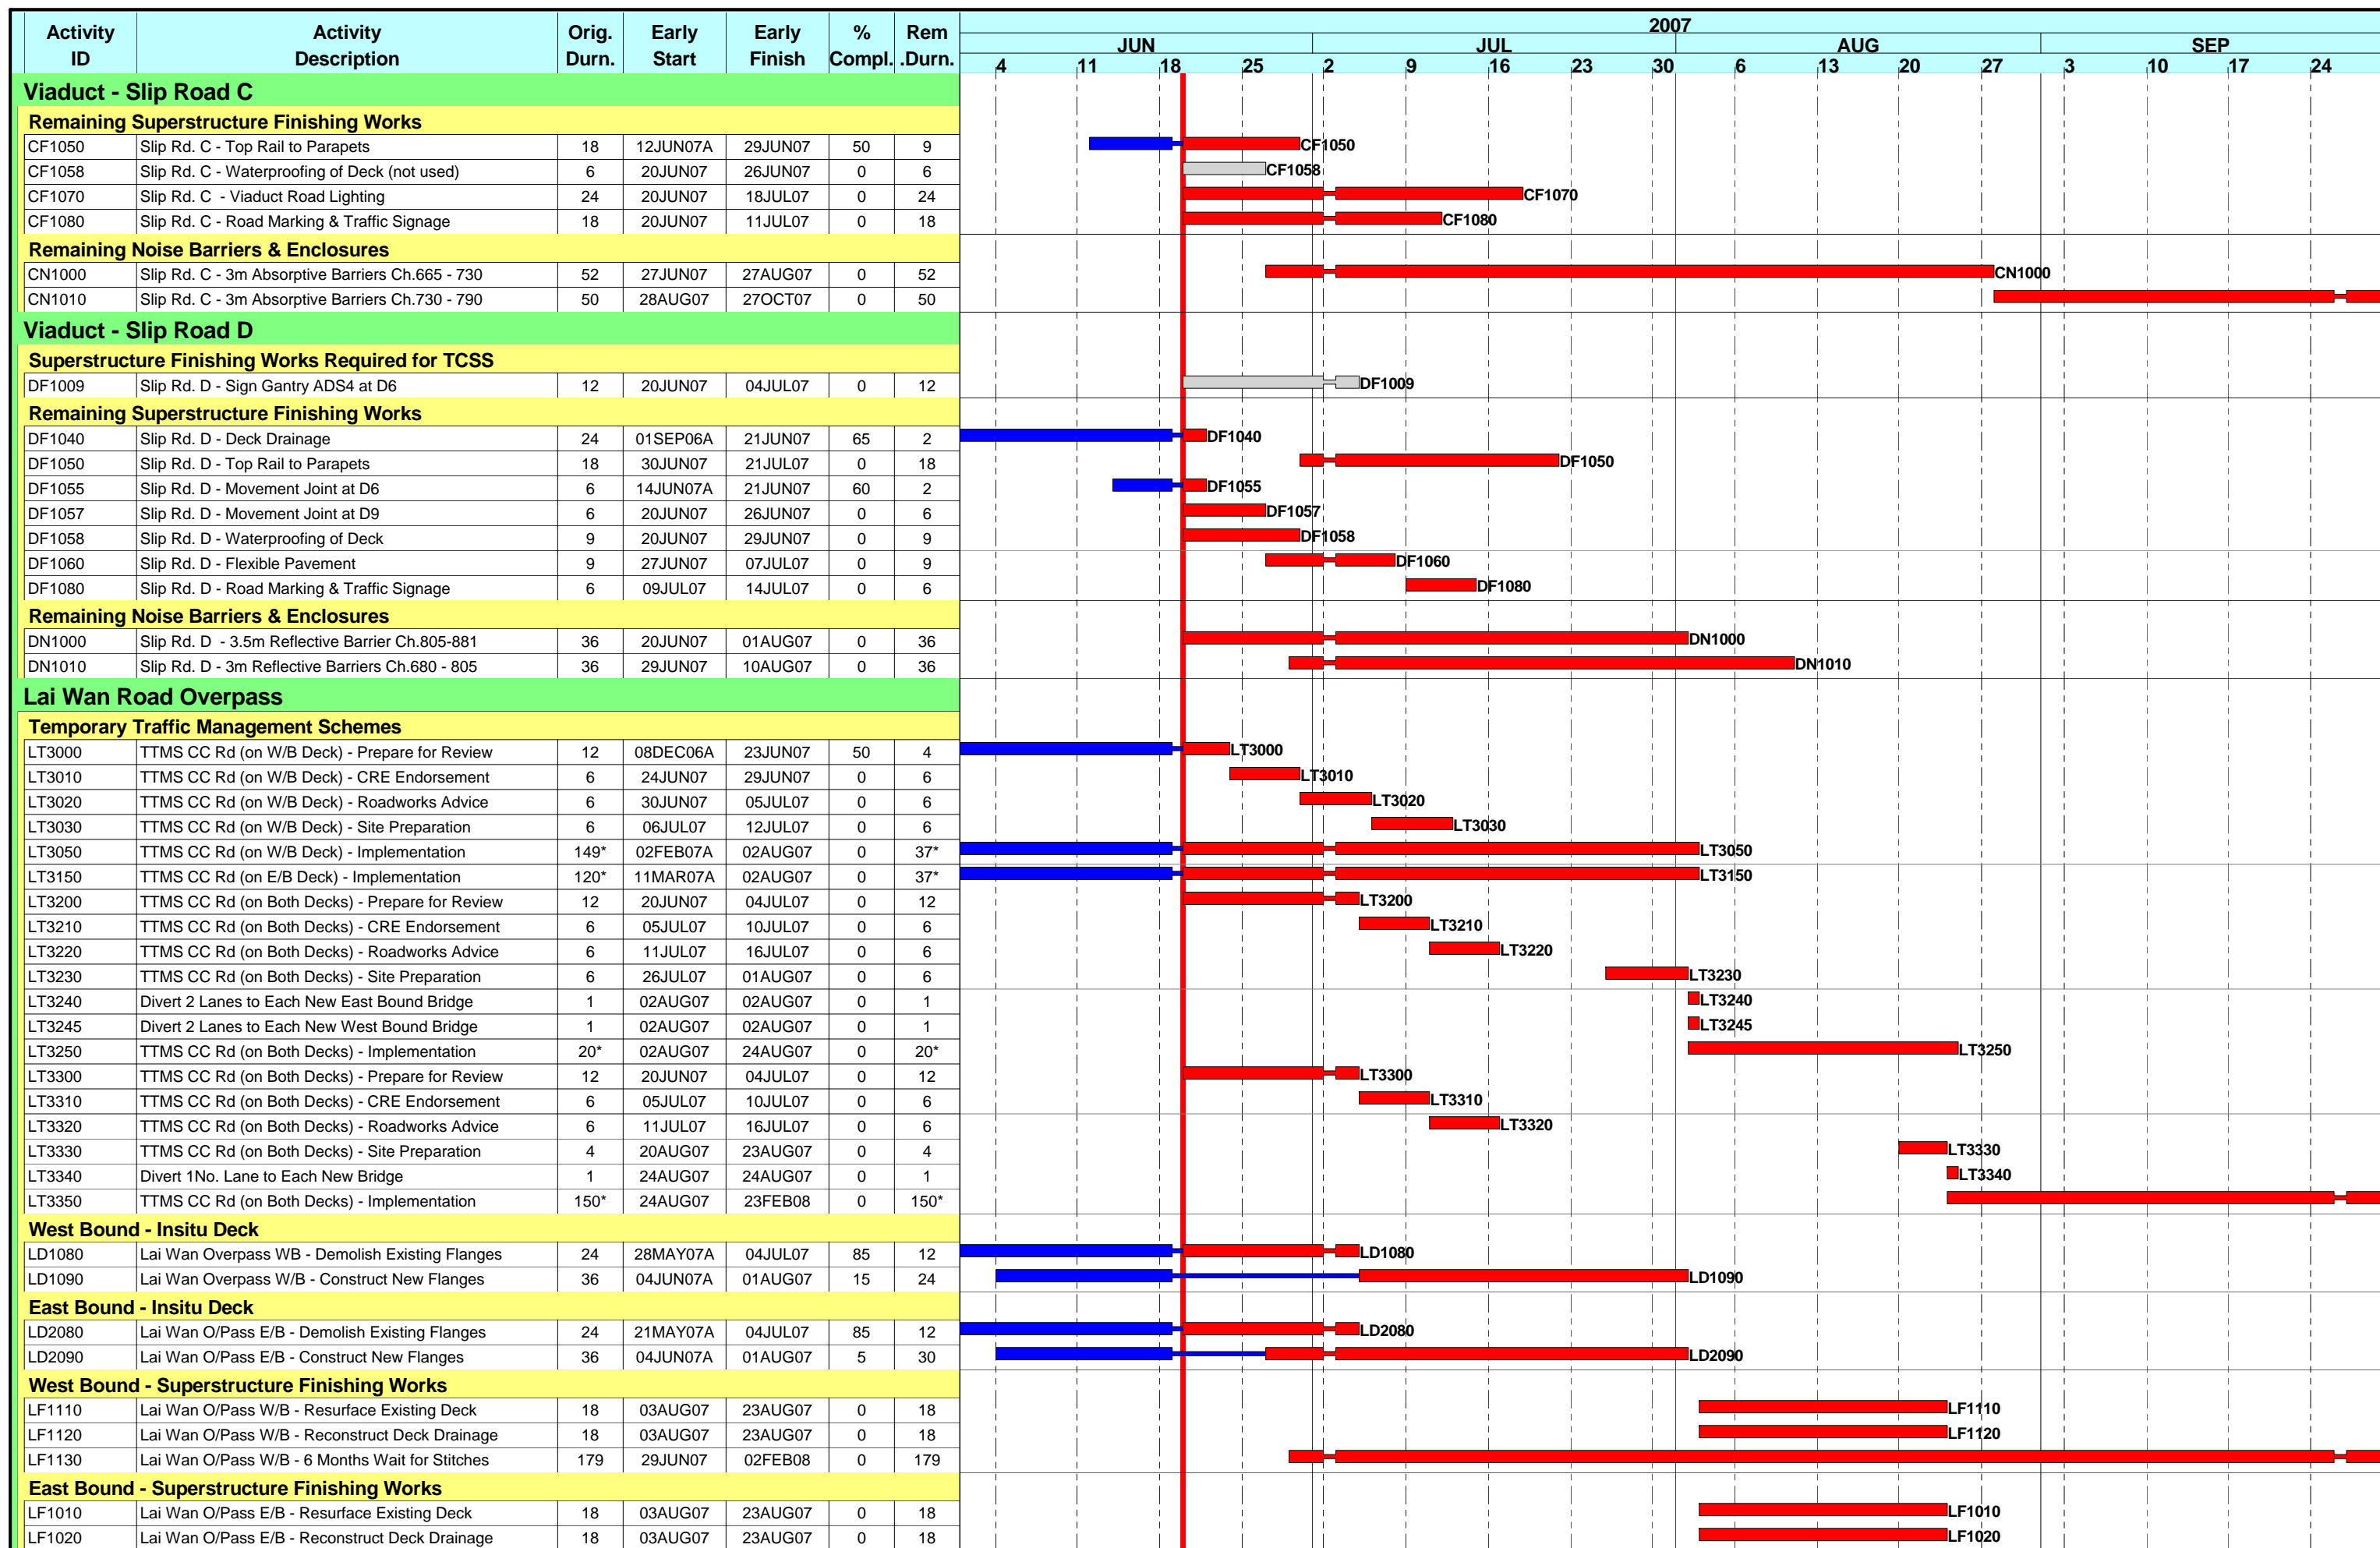 Activity Activity Orig. Early Early % Rem 2007
ID Description Durn. Start Finish Compl. .Durn. JUN JUL AUG SEP
4 11 18 25 2 9 16 23 30 6 13 20 27 3 10 17 24
Viaduct - Slip Road C
Remaining Superstructure Finishing Works
CF1050 Slip Rd. C - Top Rail to Parapets 18 12JUN07A 29JUN07 50 9 CF1050
CF1058 Slip Rd. C - Waterproofing of Deck (not used) 6 20JUN07 26JUN07 0 6 CF1058
CF1070 Slip Rd. C - Viaduct Road Lighting 24 20JUN07 18JUL07 0 24 CF1070
CF1080 Slip Rd. C - Road Marking & Traffic Signage 18 20JUN07 11JUL07 0 18 CF1080
Remaining Noise Barriers & Enclosures
CN1000 Slip Rd. C - 3m Absorptive Barriers Ch.665 - 730 52 27JUN07 27AUG07 0 52 CN1000
CN1010 Slip Rd. C - 3m Absorptive Barriers Ch.730 - 790 50 28AUG07 27OCT07 0 50
Viaduct - Slip Road D
Superstructure Finishing Works Required for TCSS
DF1009 Slip Rd. D - Sign Gantry ADS4 at D6 12 20JUN07 04JUL07 0 12 DF1009
Remaining Superstructure Finishing Works
DF1040 Slip Rd. D - Deck Drainage 24 01SEP06A 21JUN07 65 2 DF1040
DF1050 Slip Rd. D - Top Rail to Parapets 18 30JUN07 21JUL07 0 18 DF1050
DF1055 Slip Rd. D - Movement Joint at D6 6 14JUN07A 21JUN07 60 2 DF1055
DF1057 Slip Rd. D - Movement Joint at D9 6 20JUN07 26JUN07 0 6 DF1057
DF1058 Slip Rd. D - Waterproofing of Deck 9 20JUN07 29JUN07 0 9 DF1058
DF1060 Slip Rd. D - Flexible Pavement 9 27JUN07 07JUL07 0 9 DF1060
DF1080 Slip Rd. D - Road Marking & Traffic Signage 6 09JUL07 14JUL07 0 6 DF1080
Remaining Noise Barriers & Enclosures
DN1000 Slip Rd. D - 3.5m Reflective Barrier Ch.805-881 36 20JUN07 01AUG07 0 36 DN1000
DN1010 Slip Rd. D - 3m Reflective Barriers Ch.680 - 805 36 29JUN07 10AUG07 0 36 DN1010
Lai Wan Road Overpass
Temporary Traffic Management Schemes
LT3000 TTMS CC Rd (on W/B Deck) - Prepare for Review 12 08DEC06A 23JUN07 50 4 LT3000
LT3010 TTMS CC Rd (on W/B Deck) - CRE Endorsement 6 24JUN07 29JUN07 0 6 LT3010
LT3020 TTMS CC Rd (on W/B Deck) - Roadworks Advice 6 30JUN07 05JUL07 0 6 LT3020
LT3030 TTMS CC Rd (on W/B Deck) - Site Preparation 6 06JUL07 12JUL07 0 6 LT3030
LT3050 TTMS CC Rd (on W/B Deck) - Implementation 149* 02FEB07A 02AUG07 0 37* LT3050
LT3150 TTMS CC Rd (on E/B Deck) - Implementation 120* 11MAR07A 02AUG07 0 37* LT3150
LT3200 TTMS CC Rd (on Both Decks) - Prepare for Review 12 20JUN07 04JUL07 0 12 LT3200
LT3210 TTMS CC Rd (on Both Decks) - CRE Endorsement 6 05JUL07 10JUL07 0 6 LT3210
LT3220 TTMS CC Rd (on Both Decks) - Roadworks Advice 6 11JUL07 16JUL07 0 6 LT3220
LT3230 TTMS CC Rd (on Both Decks) - Site Preparation 6 26JUL07 01AUG07 0 6 LT3230
LT3240 Divert 2 Lanes to Each New East Bound Bridge 1 02AUG07 02AUG07 0 1 LT3240
LT3245 Divert 2 Lanes to Each New West Bound Bridge 1 02AUG07 02AUG07 0 1 LT3245
LT3250 TTMS CC Rd (on Both Decks) - Implementation 20* 02AUG07 24AUG07 0 20* LT3250
LT3300 TTMS CC Rd (on Both Decks) - Prepare for Review 12 20JUN07 04JUL07 0 12 LT3300
LT3310 TTMS CC Rd (on Both Decks) - CRE Endorsement 6 05JUL07 10JUL07 0 6 LT3310
LT3320 TTMS CC Rd (on Both Decks) - Roadworks Advice 6 11JUL07 16JUL07 0 6 LT3320
LT3330 TTMS CC Rd (on Both Decks) - Site Preparation 4 20AUG07 23AUG07 0 4 LT3330
LT3340 Divert 1No. Lane to Each New Bridge 1 24AUG07 24AUG07 0 1 LT3340
LT3350 TTMS CC Rd (on Both Decks) - Implementation 150* 24AUG07 23FEB08 0 150*
West Bound - Insitu Deck
LD1080 Lai Wan Overpass WB - Demolish Existing Flanges 24 28MAY07A 04JUL07 85 12 LD1080
LD1090 Lai Wan Overpass W/B - Construct New Flanges 36 04JUN07A 01AUG07 15 24 LD1090
East Bound - Insitu Deck
LD2080 Lai Wan O/Pass E/B - Demolish Existing Flanges 24 21MAY07A 04JUL07 85 12 LD2080
LD2090 Lai Wan O/Pass E/B - Construct New Flanges 36 04JUN07A 01AUG07 5 30 LD2090
West Bound - Superstructure Finishing Works
LF1110 Lai Wan O/Pass W/B - Resurface Existing Deck 18 03AUG07 23AUG07 0 18 LF1110
LF1120 Lai Wan O/Pass W/B - Reconstruct Deck Drainage 18 03AUG07 23AUG07 0 18 LF1120
LF1130 Lai Wan O/Pass W/B - 6 Months Wait for Stitches 179 29JUN07 02FEB08 0 179
East Bound - Superstructure Finishing Works
LF1010 Lai Wan O/Pass E/B - Resurface Existing Deck 18 03AUG07 23AUG07 0 18 LF1010
LF1020 Lai Wan O/Pass E/B - Reconstruct Deck Drainage 18 03AUG07 23AUG07 0 18 LF1020